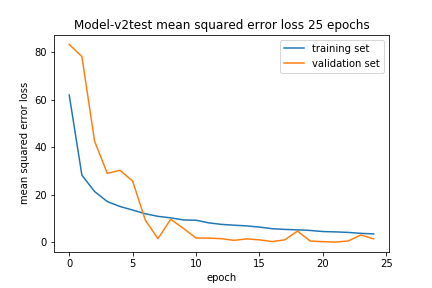 Model-v2test mean squared error loss 25 epochs
training set
validation set
mean squared error loss
80
60
40
20
0
0 5 10 15 20 25
epoch